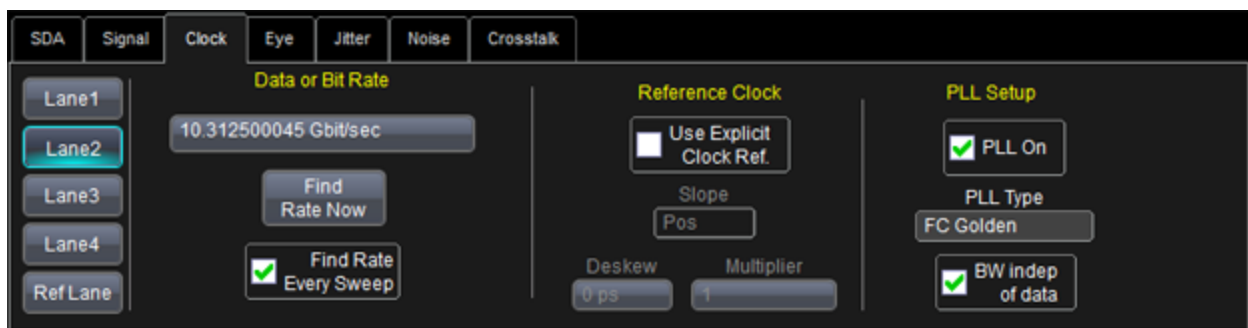 SDA Signal Clock Eye Jitter Noise Crosstalk
Lane1
Lane2
Lane3
Lane4
Ref Lane
Data or Bit Rate
10.312500045 Gbit/sec
Find
Rate Now
Find Rate
Every Sweep
Reference Clock
Use Explicit
Clock Ref.
Slope
Pos
Deskew Multiplier
0 ps 1
PLL Setup
PLL On
PLL Type
FC Golden
BW indep
of data